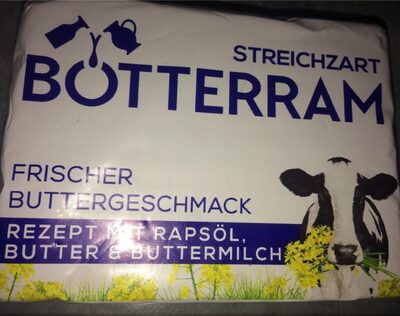 STREICHZART
BOTTERRAM
FRISCHER
BUTTERGESCHMACK
REZEPT MIT RAPSÖL,
BUTTER & BUTTERMILCH